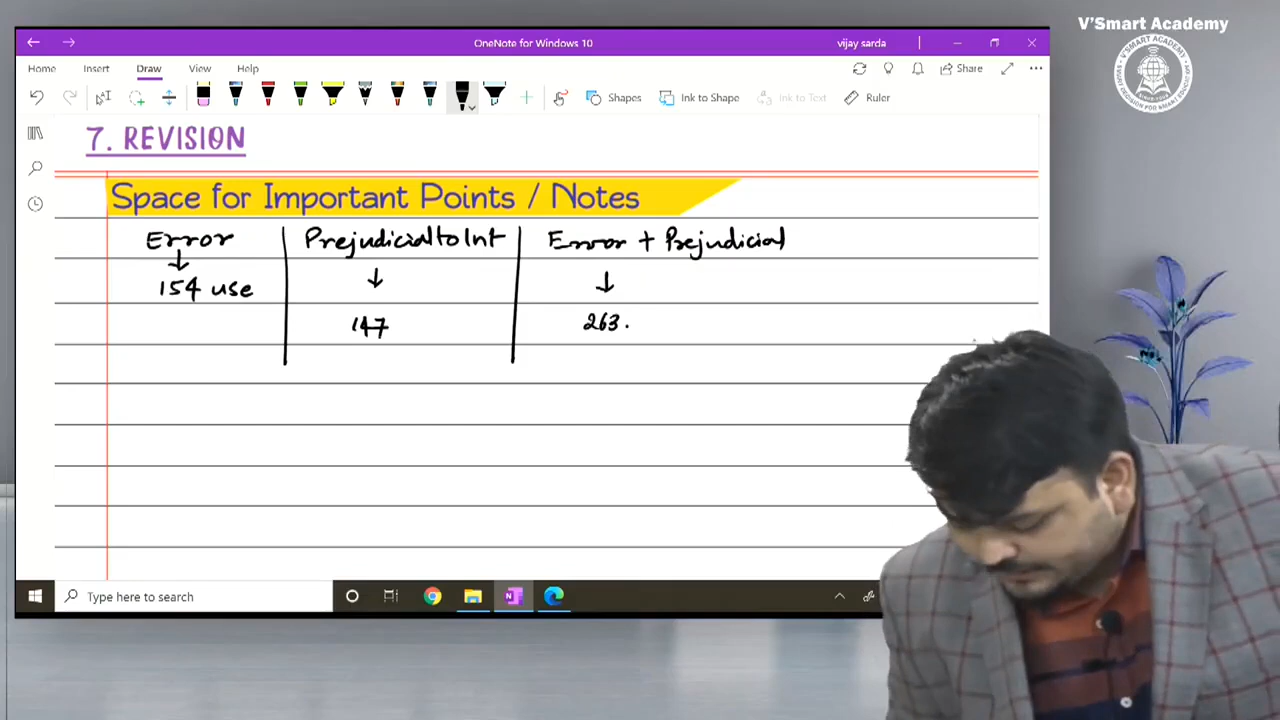 V'Smart Academy
OneNote for Windows 10
vijay sarda
Home Insert Draw View Help
Share
Shapes Ink to Shape Ink to Text Ruler
7. REVISION
Space for Important Points / Notes
Error Prejudicial to Int Error + Prejudicial
154 use
147 263.
Type here to search